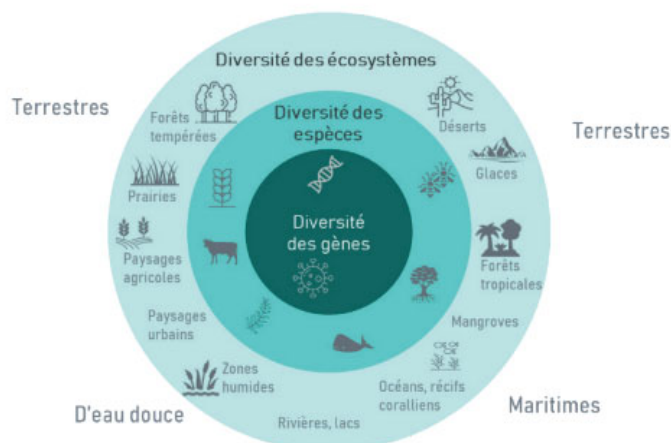 Diversité des écosystèmes
Terrestres
Terrestres
Forêts
tempérées
Diversité des
espèces
Déserts
Glaces
Prairies
Diversité
des gènes
Paysages
agricoles
Forêts
tropicales
Paysages
urbains
Mangroves
Zones
humides
Océans, récifs
coralliens
D'eau douce
Rivières, lacs
Maritimes